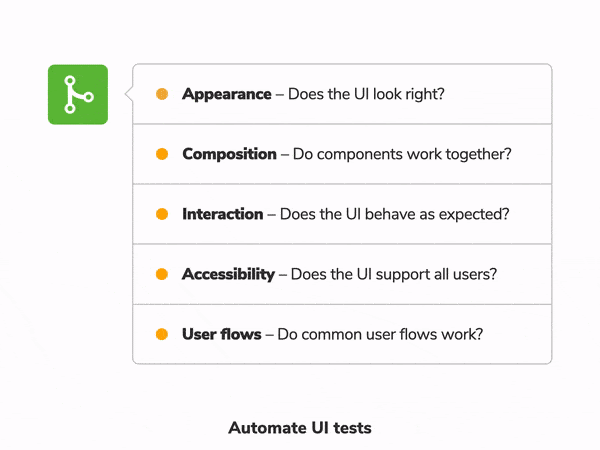 Appearance – Does the UI look right?
Composition – Do components work together?
Interaction – Does the UI behave as expected?
Accessibility – Does the UI support all users?
User flows – Do common user flows work?
Automate UI tests